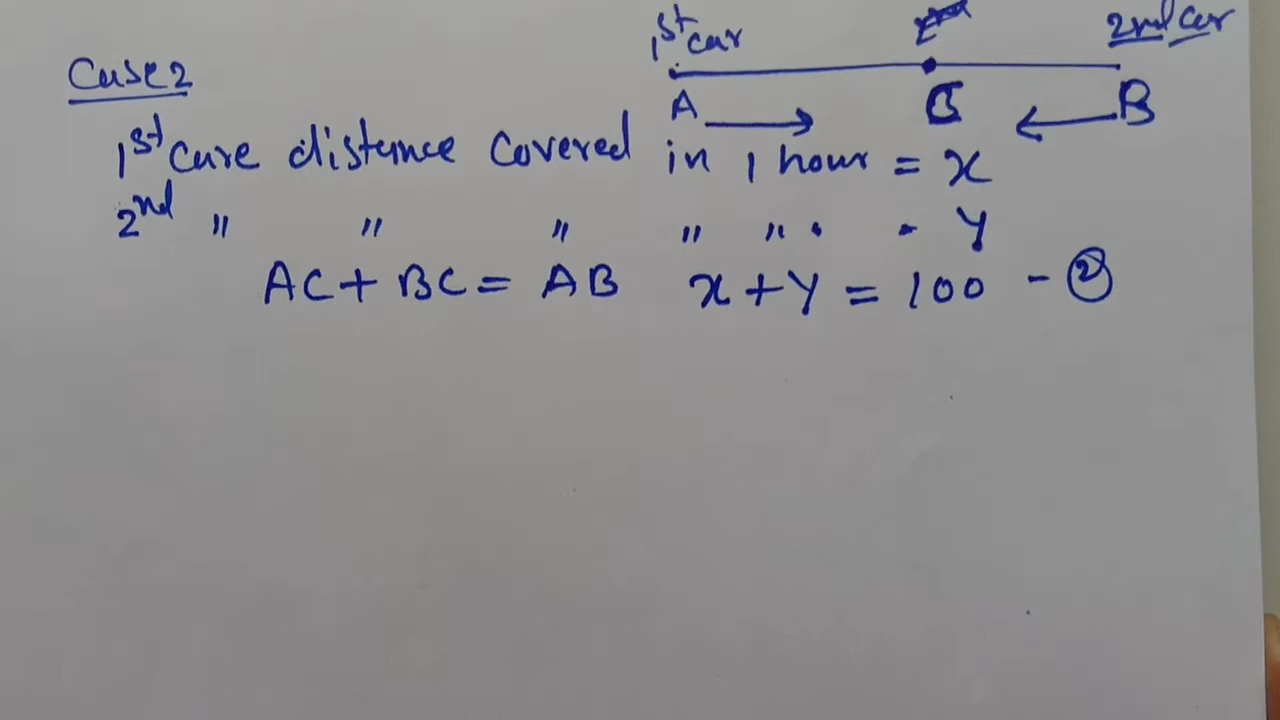 1st car 2nd Car
Case 2
A C B
1st Care distance covered in 1 hour = x
2nd " " " " " - y
AC + BC = AB x + y = 100 - ②